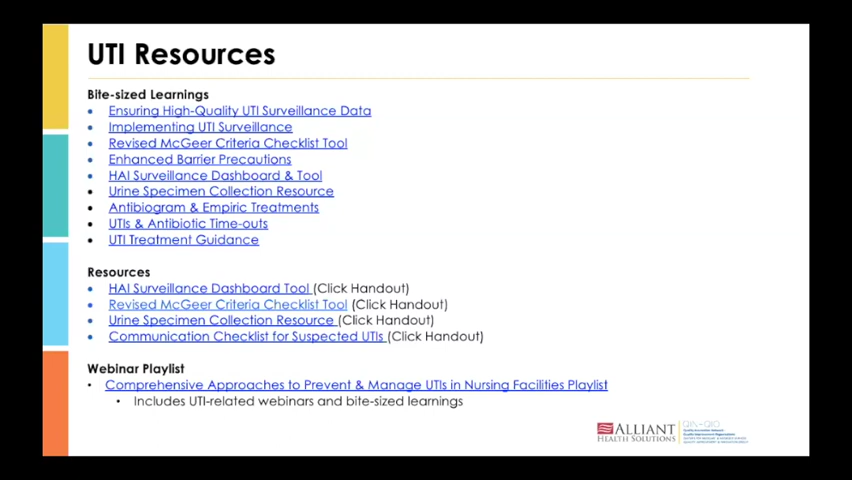 UTI Resources
Bite-sized Learnings
• Ensuring High-Quality UTI Surveillance Data
• Implementing UTI Surveillance
• Revised McGeer Criteria Checklist Tool
• Enhanced Barrier Precautions
• HAI Surveillance Dashboard & Tool
• Urine Specimen Collection Resource
• Antibiogram & Empiric Treatments
• UTIs & Antibiotic Time-outs
• UTI Treatment Guidance
Resources
• HAI Surveillance Dashboard Tool (Click Handout)
• Revised McGeer Criteria Checklist Tool (Click Handout)
• Urine Specimen Collection Resource (Click Handout)
• Communication Checklist for Suspected UTIs (Click Handout)
Webinar Playlist
• Comprehensive Approaches to Prevent & Manage UTIs in Nursing Facilities Playlist
• Includes UTI-related webinars and bite-sized learnings
ALLIANT
HEALTH SOLUTIONS
QIN-QIO